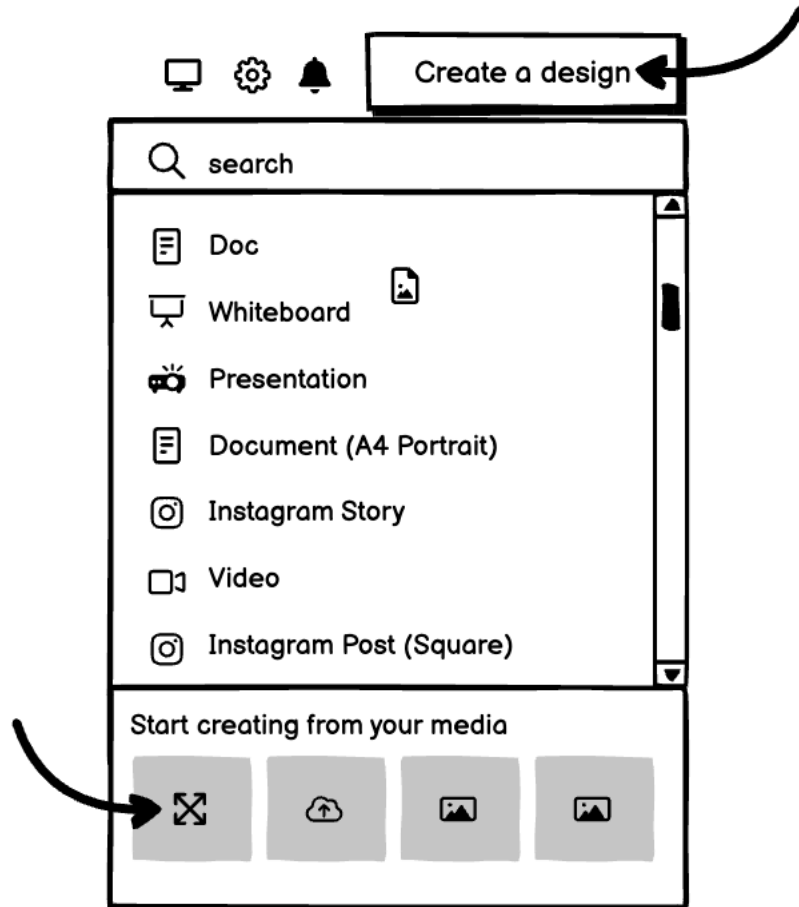 Create a design
search
Doc
Whiteboard
Presentation
Document (A4 Portrait)
Instagram Story
Video
Instagram Post (Square)
Start creating from your media